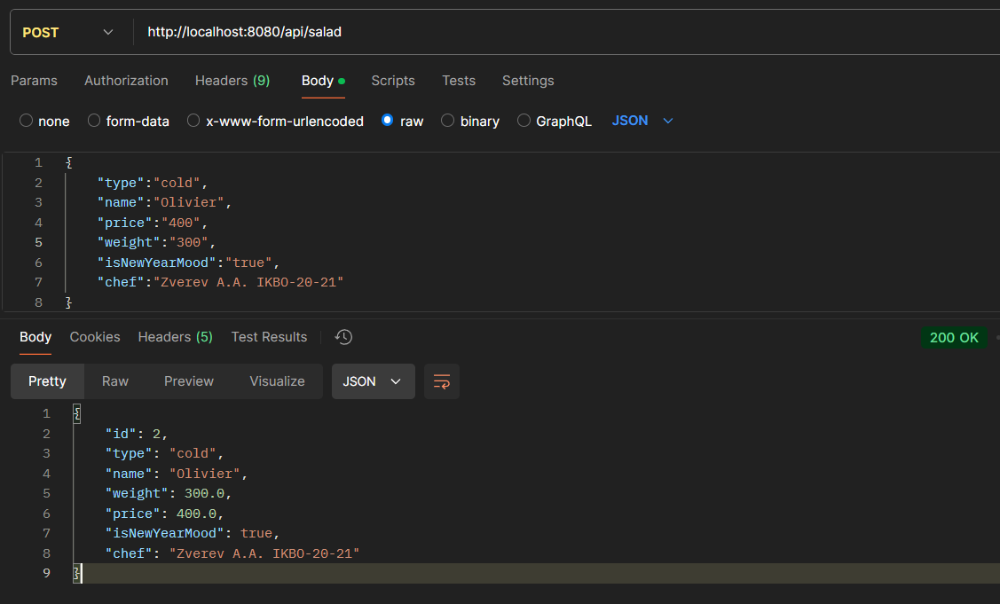 POST http://localhost:8080/api/salad
Params Authorization Headers (9) Body Scripts Tests Settings
none form-data x-www-form-urlencoded raw binary GraphQL JSON
1 {
2 "type":"cold",
3 "name":"Olivier",
4 "price":"400",
5 "weight":"300",
6 "isNewYearMood":"true",
7 "chef":"Zverev A.A. IKBO-20-21"
8 }
Body Cookies Headers (5) Test Results 200 OK
Pretty Raw Preview Visualize JSON
1 {
2 "id": 2,
3 "type": "cold",
4 "name": "Olivier",
5 "weight": 300.0,
6 "price": 400.0,
7 "isNewYearMood": true,
8 "chef": "Zverev A.A. IKBO-20-21"
9 }